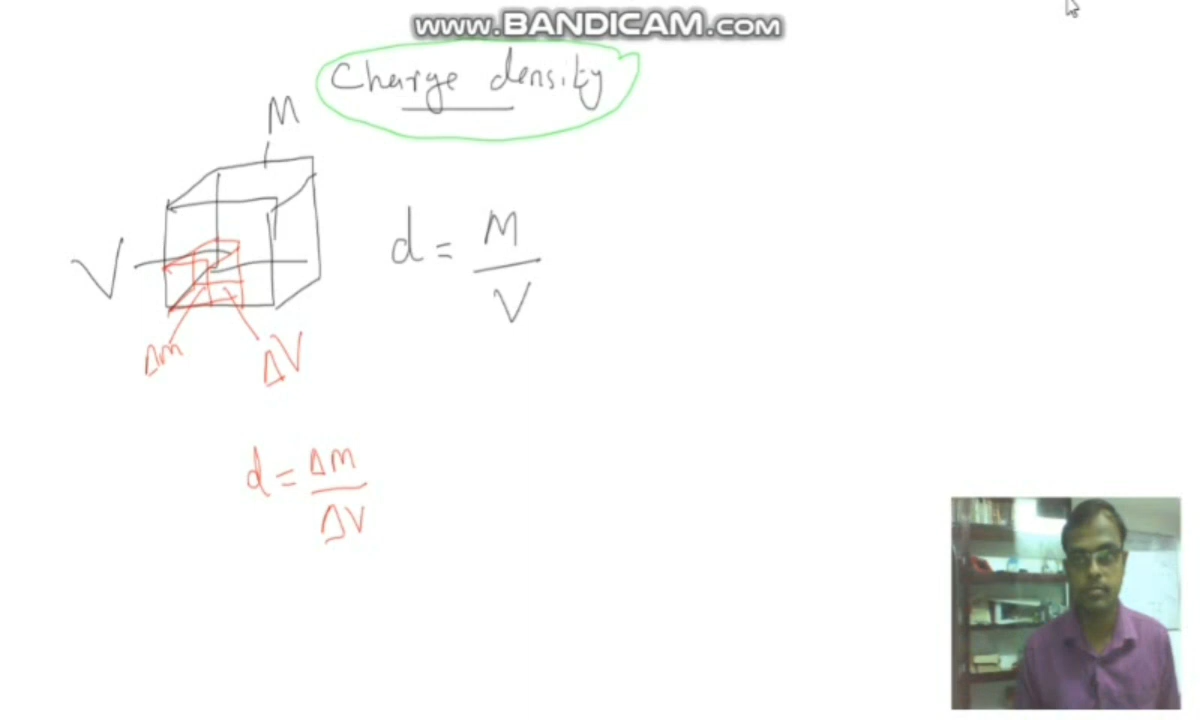 www.BANDICAM.com
Charge density
M
d = M
V
V
Δm
ΔV
d = ΔM
ΔV